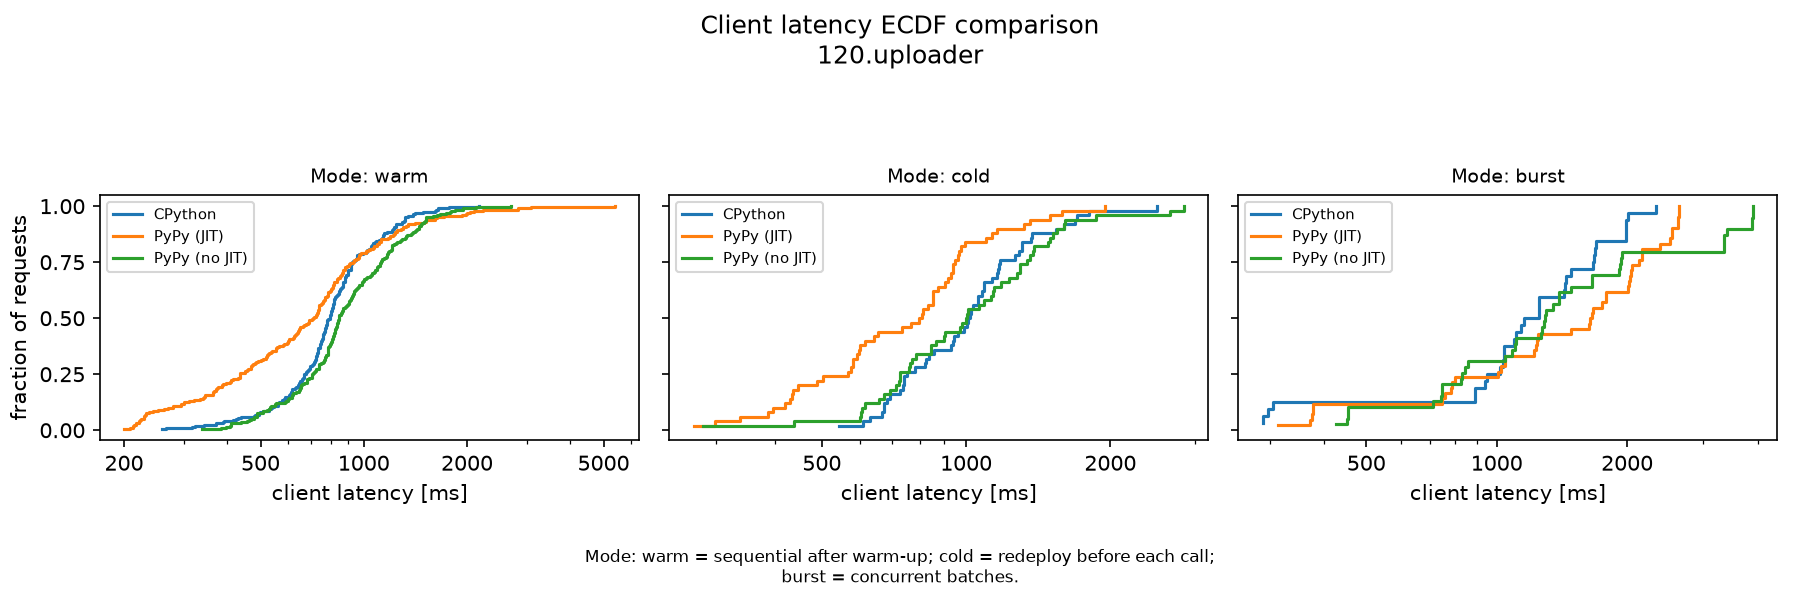 Client latency ECDF comparison
120.uploader
Mode: warm
Mode: cold
Mode: burst
fraction of requests
1.00
0.75
0.50
0.25
0.00
CPython
PyPy (JIT)
PyPy (no JIT)
CPython
PyPy (JIT)
PyPy (no JIT)
CPython
PyPy (JIT)
PyPy (no JIT)
200 500 1000 2000 5000
500 1000 2000
500 1000 2000
client latency [ms]
client latency [ms]
client latency [ms]
Mode: warm = sequential after warm-up; cold = redeploy before each call;
burst = concurrent batches.